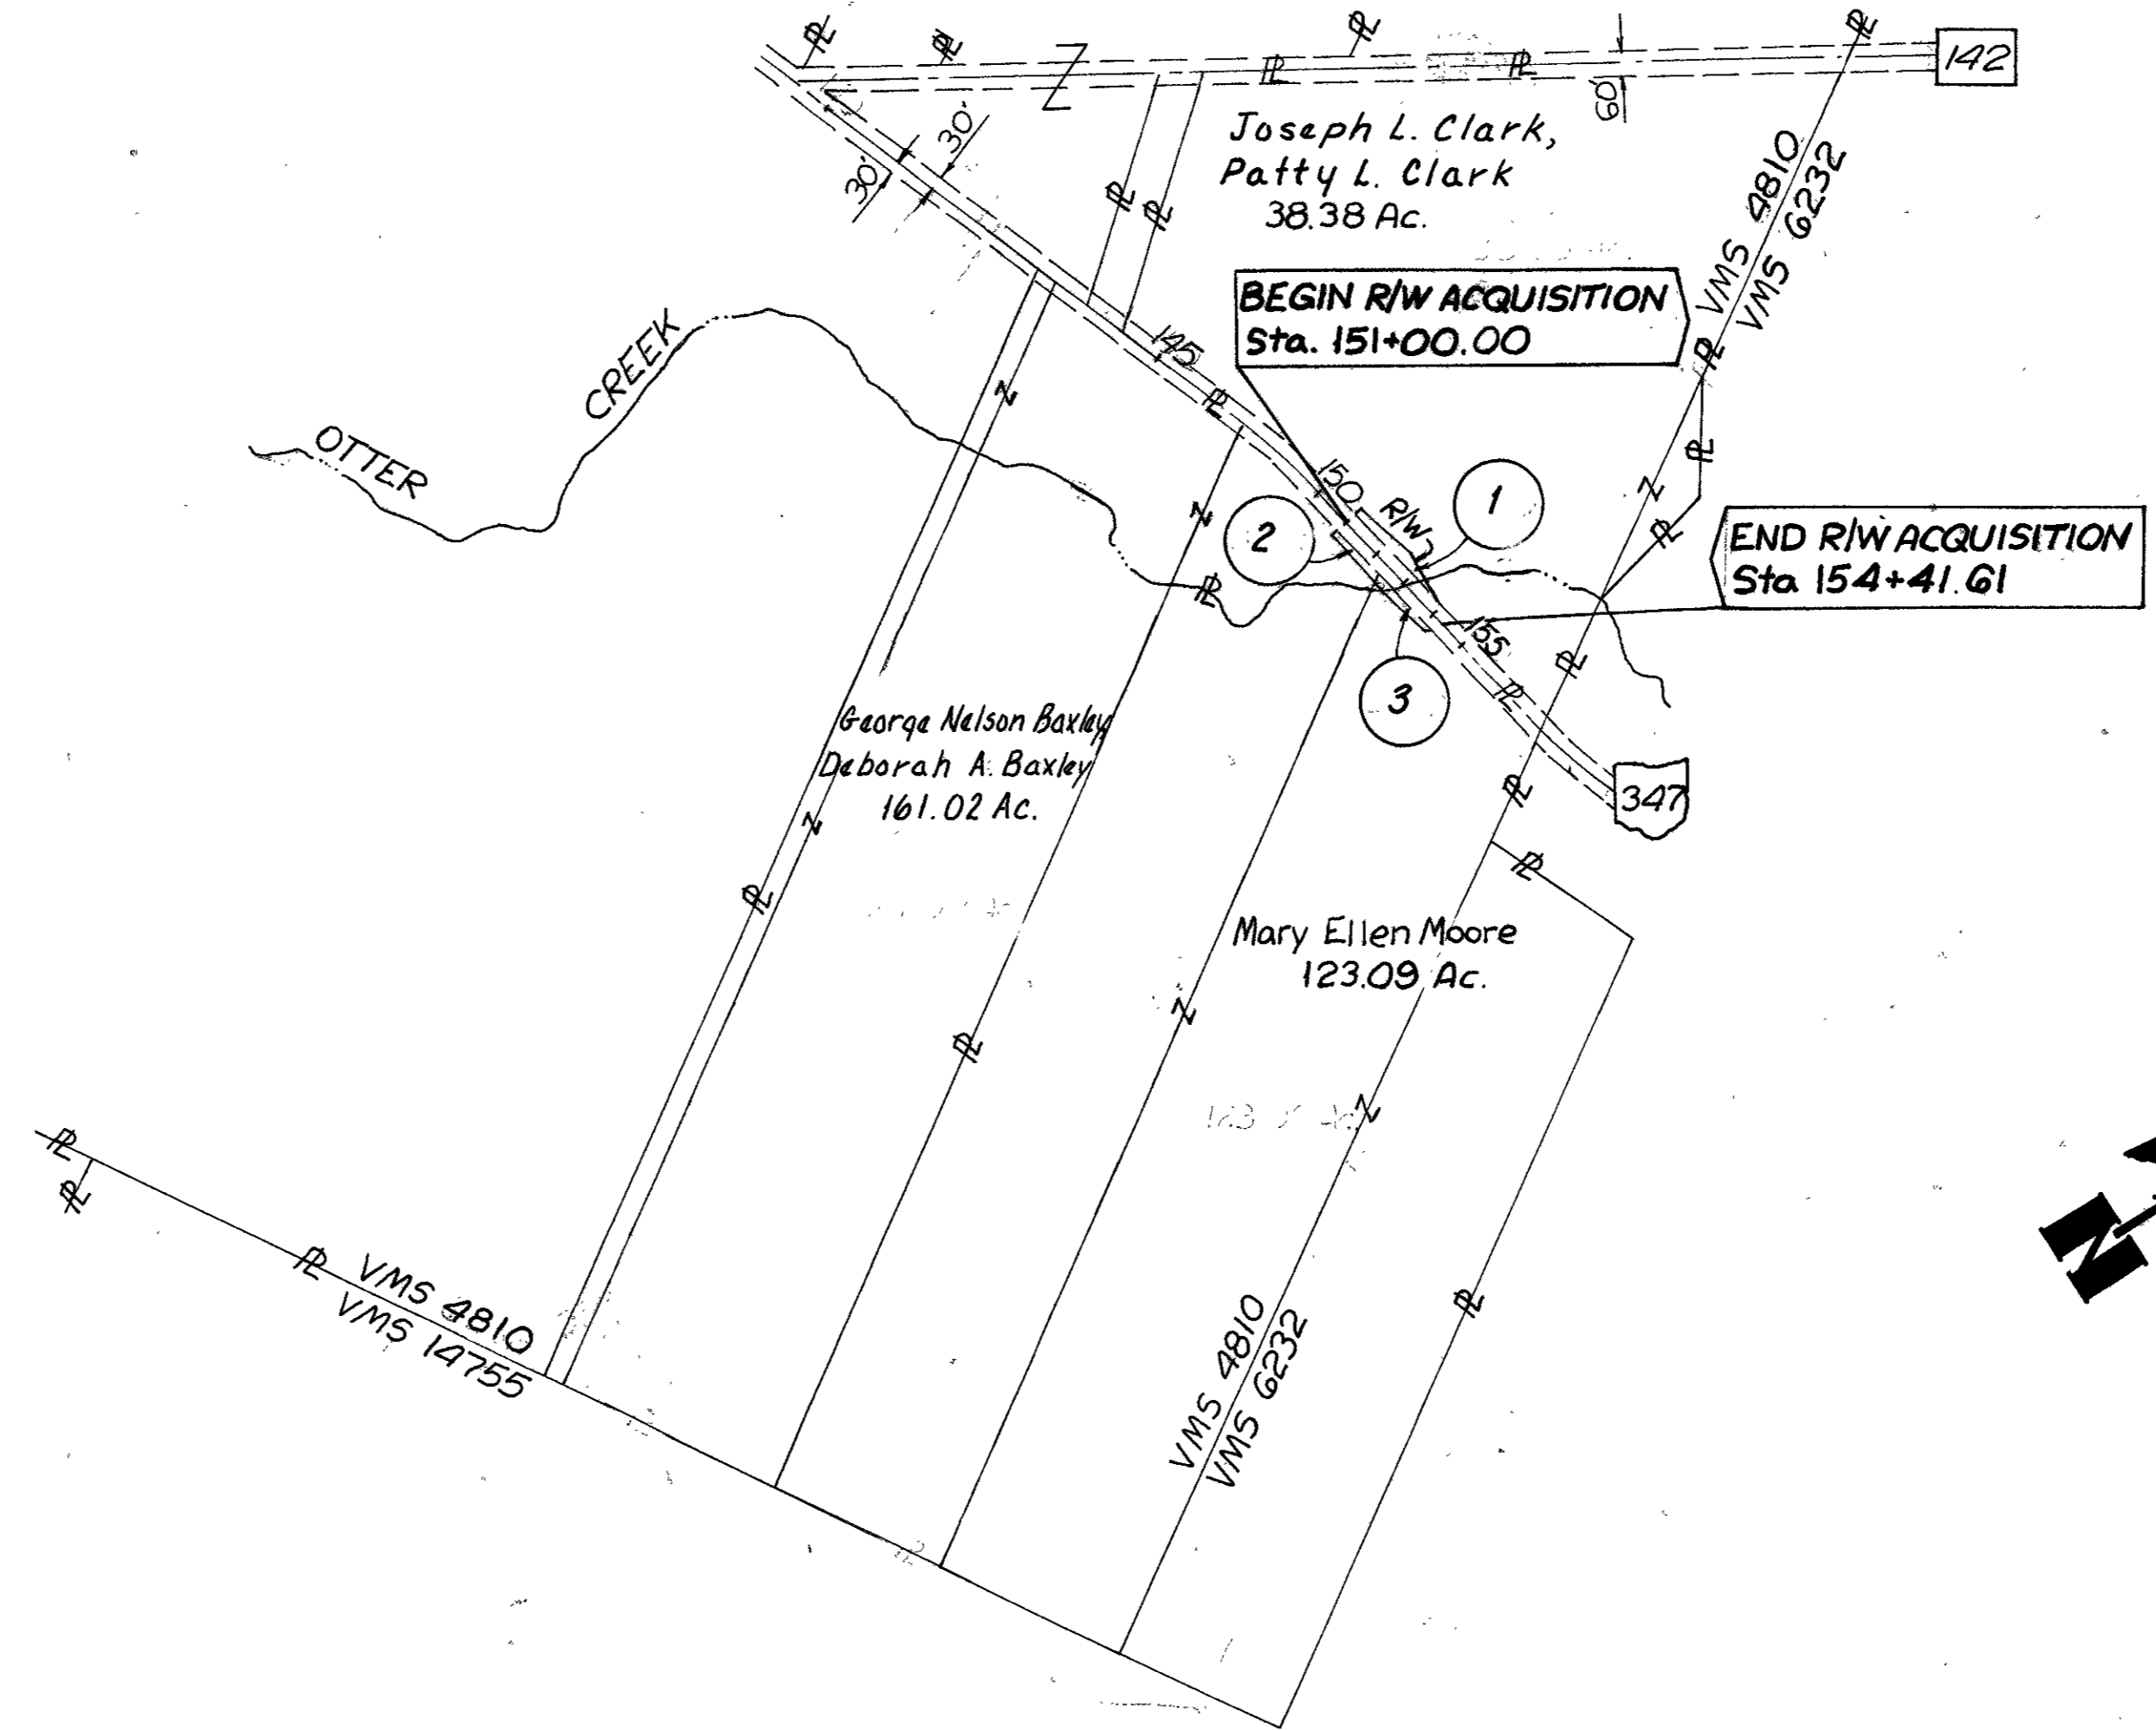 142
60'
30'
30'
Joseph L. Clark,
Patty L. Clark
38.38 Ac.
VMS 4810
VMS 6232
BEGIN R/W ACQUISITION
Sta. 151+00.00
145
OTTER CREEK
150
R/W
1
2
END R/W ACQUISITION
Sta 154+41.61
155
3
347
George Nelson Baxley
Deborah A. Baxley
161.02 Ac.
Mary Ellen Moore
123.09 Ac.
VMS 4810
VMS 14755
VMS 4810
VMS 6232
N